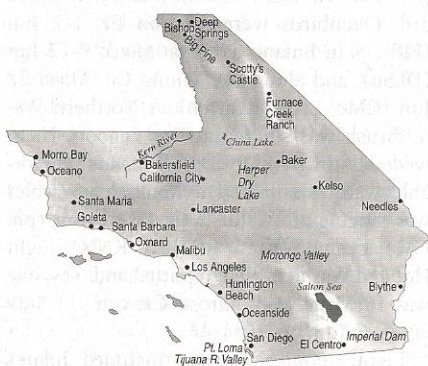 Bishop
Deep
Springs
Big Pine
Scotty's
Castle
Furnace
Creek
Ranch
China Lake
Kern River
Morro Bay
Oceano
Bakersfield
California City
Harper
Dry
Lake
Baker
Kelso
Santa Maria
Needles
Goleta
Lancaster
Santa Barbara
Oxnard
Malibu
Morongo Valley
Los Angeles
Huntington
Beach
Salton Sea
Blythe
Oceanside
San Diego
Imperial Dam
Pt. Loma
El Centro
Tijuana R. Valley